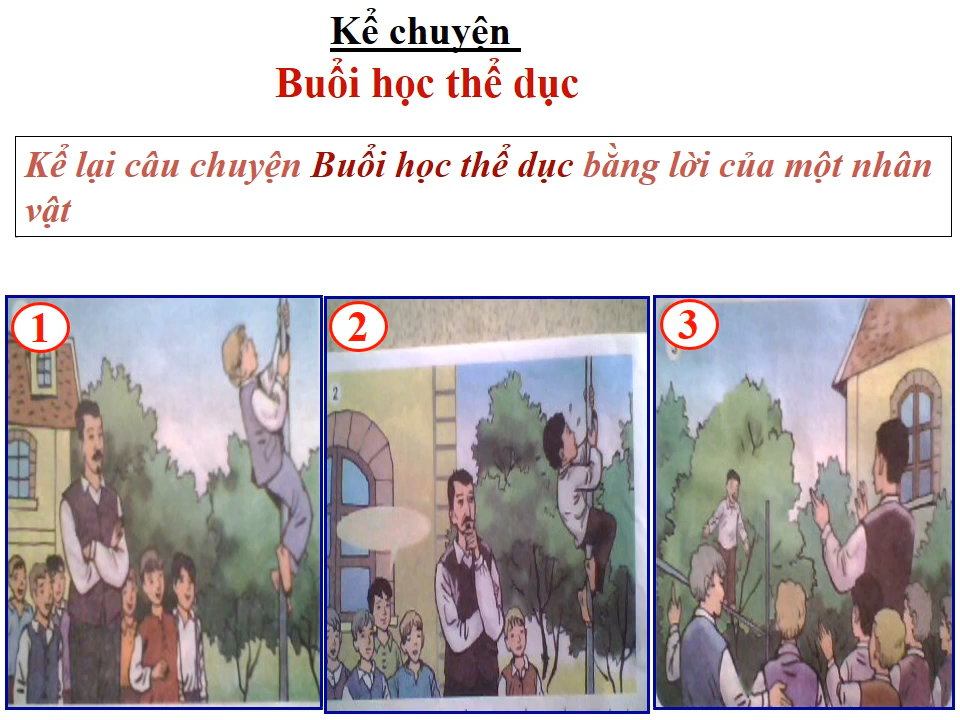 Kể chuyện
Buổi học thể dục
Kể lại câu chuyện Buổi học thể dục bằng lời của một nhân
vật
1
2
3
2